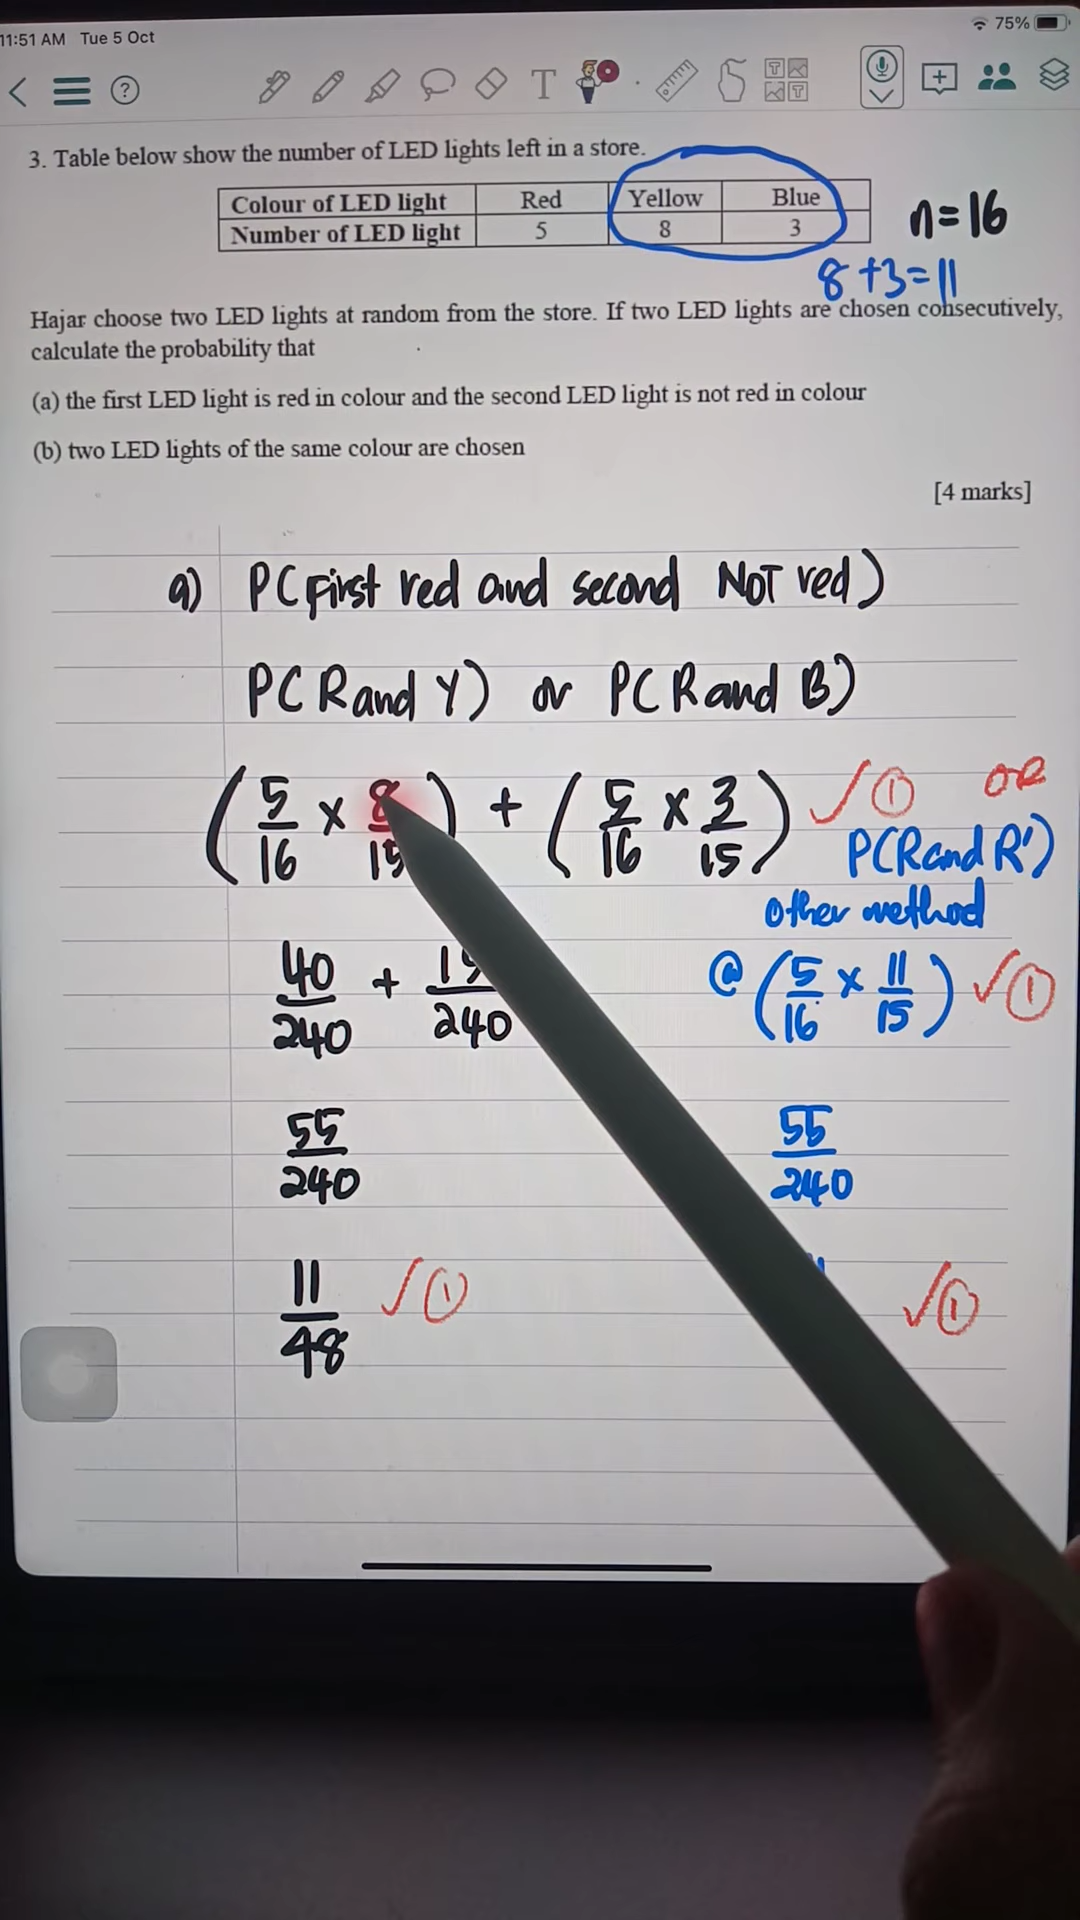 11:51 AM Tue 5 Oct
75%
3. Table below show the number of LED lights left in a store.
Colour of LED light Red Yellow Blue
Number of LED light 5 8 3
n=16
8+3=11
Hajar choose two LED lights at random from the store. If two LED lights are chosen consecutively,
calculate the probability that
(a) the first LED light is red in colour and the second LED light is not red in colour
(b) two LED lights of the same colour are chosen
[4 marks]
a) P(First red and second NOT red)
P(R and Y) or P(R and B)
(5/16 × 8/15) + (5/16 × 3/15) ✓① OR
P(R and R')
other method
40/240 + 15/240 @ (5/16 × 11/15) ✓①
55/240 55/240
11/48 ✓① ✓①